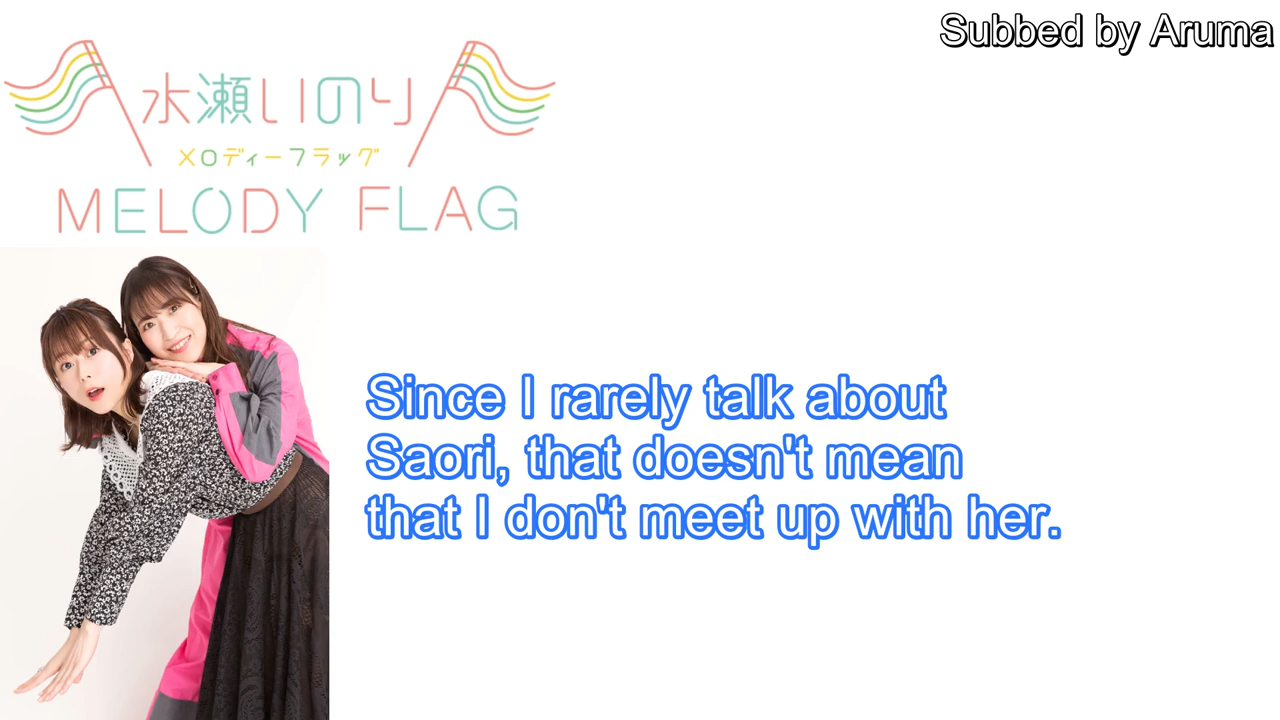 Subbed by Aruma
水瀬いのり
メロディーフラッグ
MELODY FLAG
Since I rarely talk about
Saori, that doesn't mean
that I don't meet up with her.